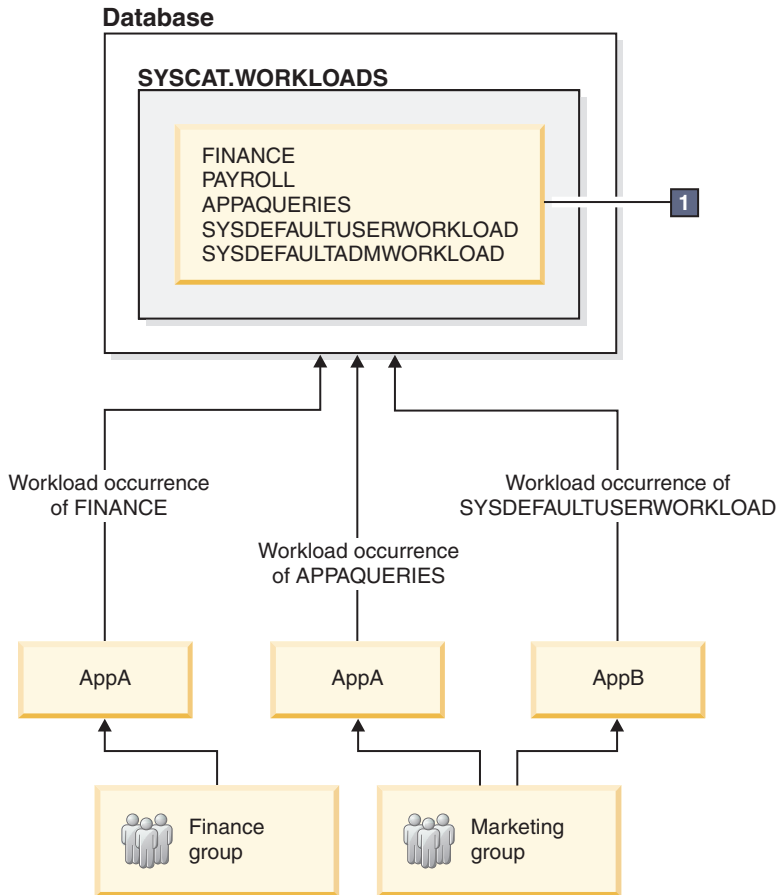 Database
SYSCAT.WORKLOADS
FINANCE
PAYROLL
APPAQUERIES
SYSDEFAULTUSERWORKLOAD
SYSDEFAULTADMWORKLOAD
1
Workload occurrence
of FINANCE
Workload occurrence
of APPAQUERIES
Workload occurrence of
SYSDEFAULTUSERWORKLOAD
AppA
AppA
AppB
Finance
group
Marketing
group